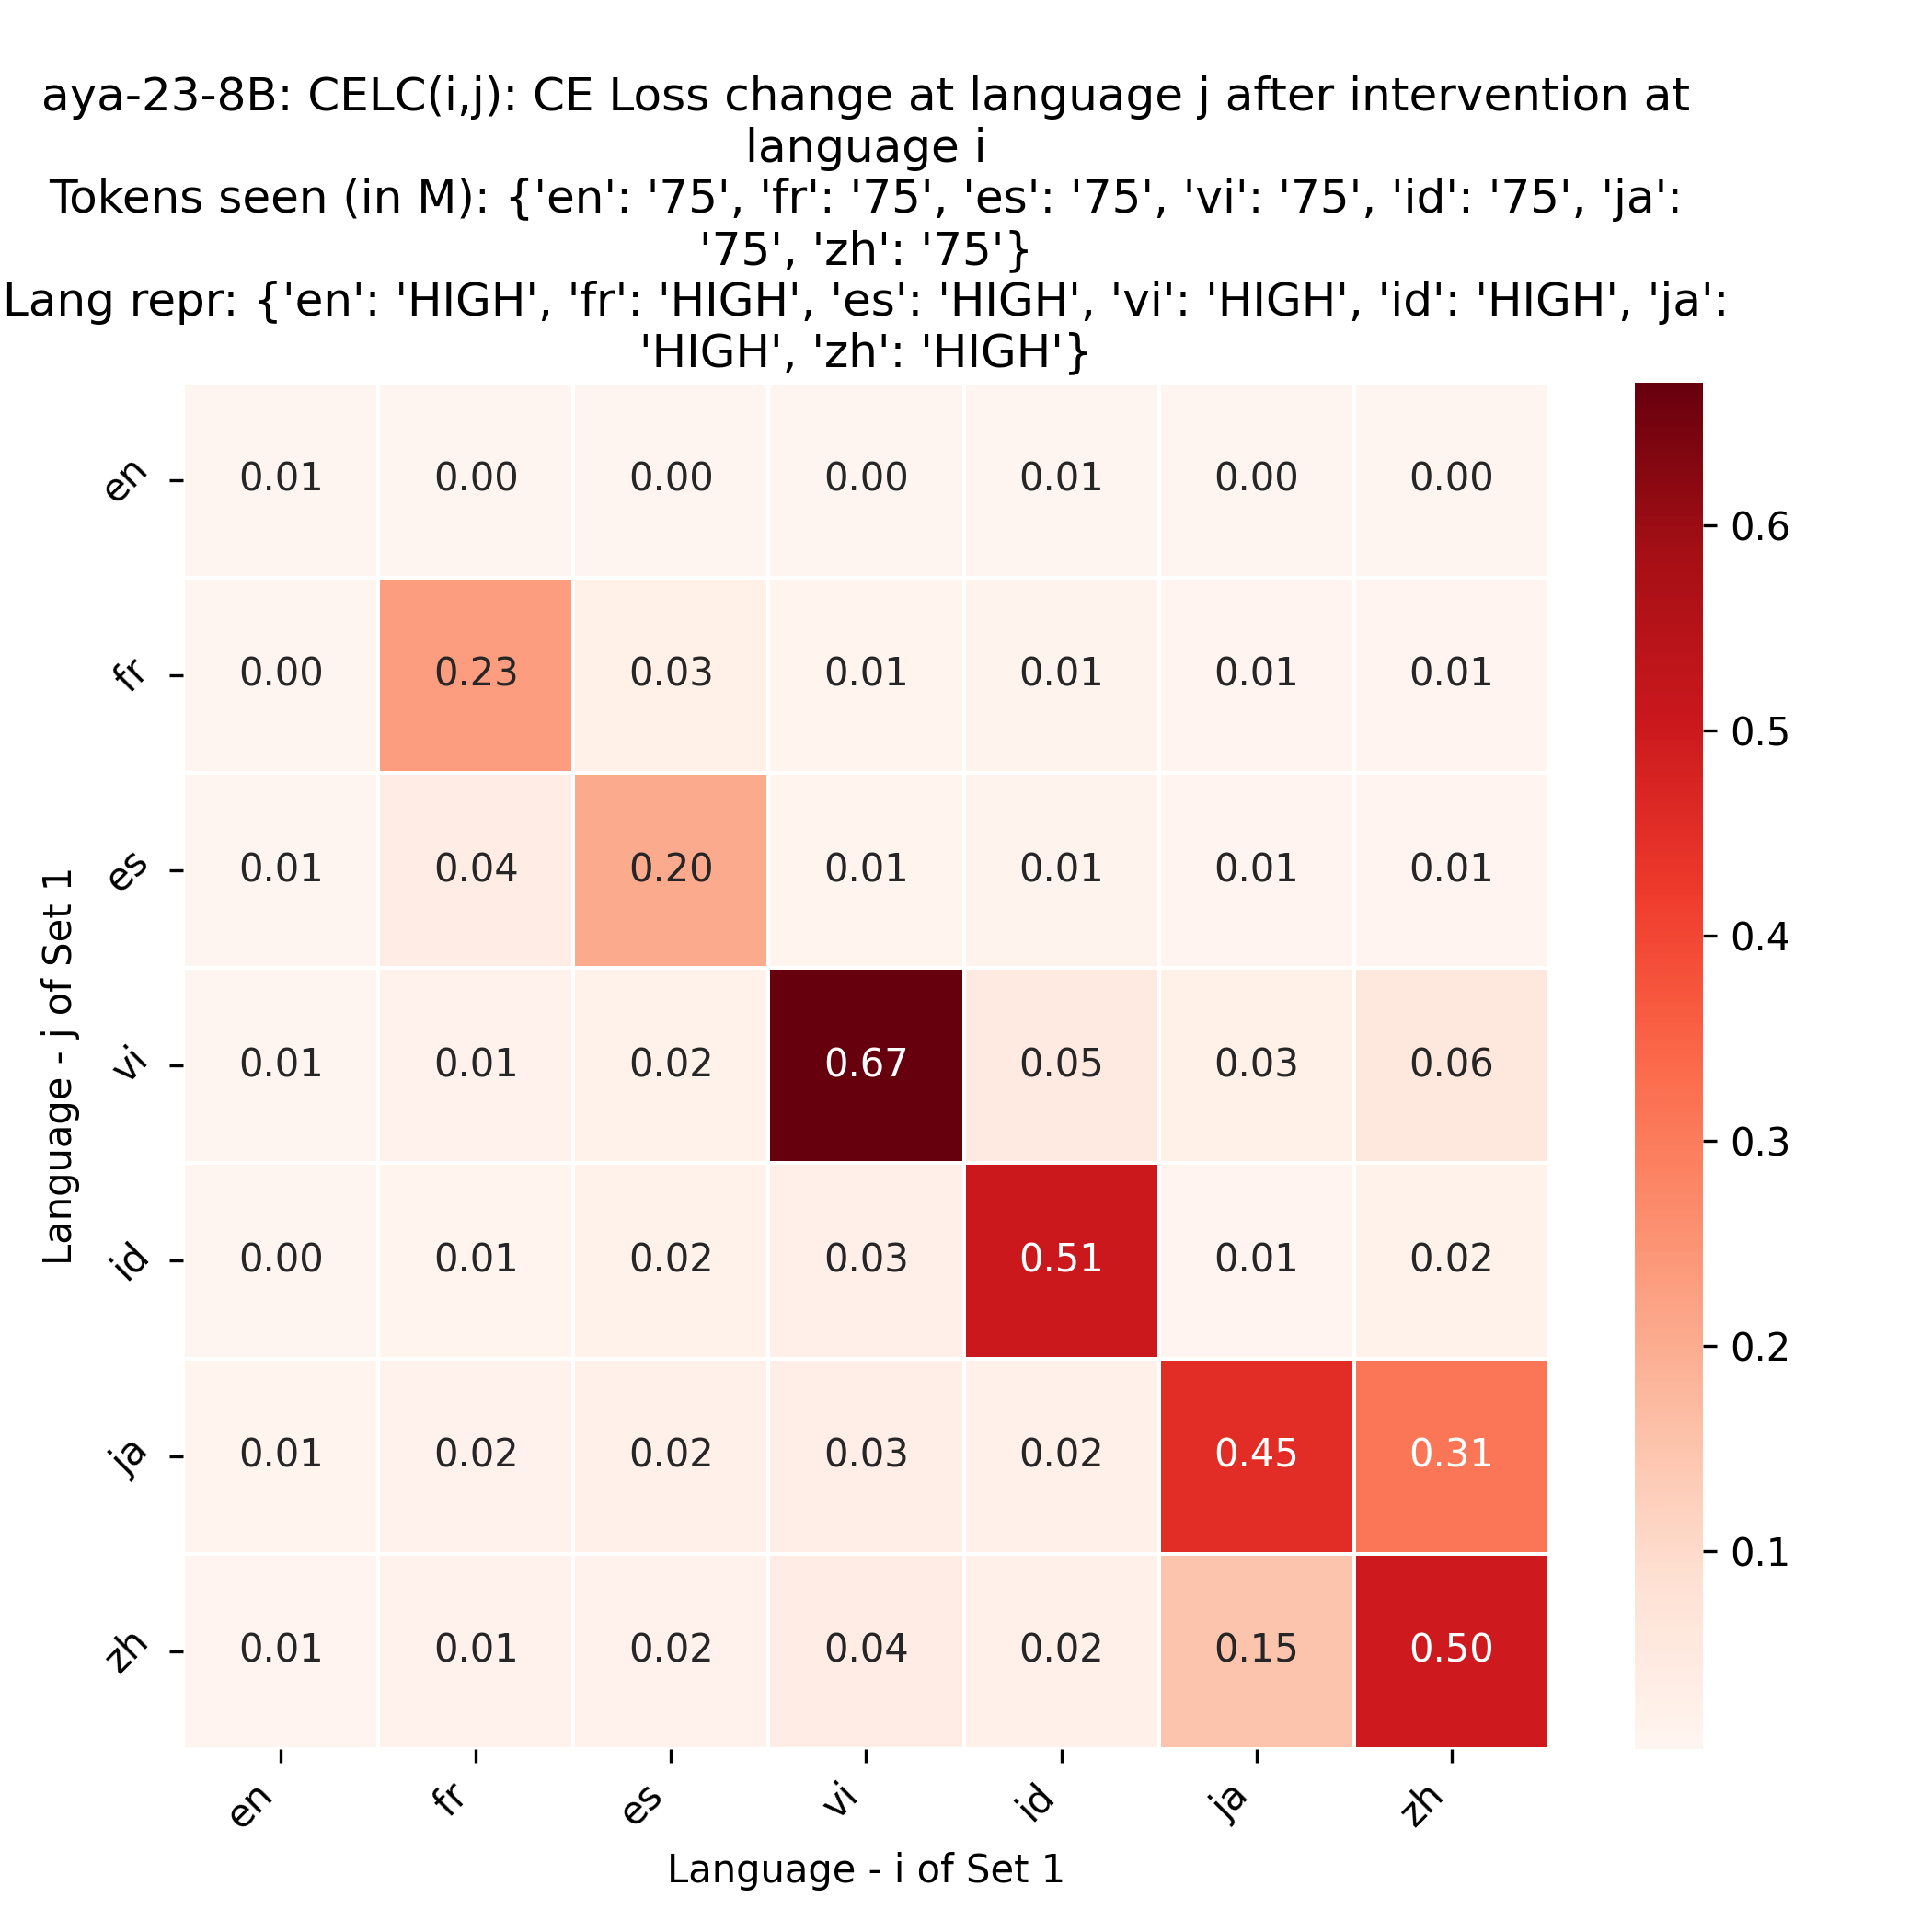 aya-23-8B: CELC(i,j): CE Loss change at language j after intervention at
language i
Tokens seen (in M): {'en': '75', 'fr': '75', 'es': '75', 'vi': '75', 'id': '75', 'ja':
'75', 'zh': '75'}
Lang repr: {'en': 'HIGH', 'fr': 'HIGH', 'es': 'HIGH', 'vi': 'HIGH', 'id': 'HIGH', 'ja':
'HIGH', 'zh': 'HIGH'}
Language - j of Set 1
en 0.01 0.00 0.00 0.00 0.01 0.00 0.00
fr 0.00 0.23 0.03 0.01 0.01 0.01 0.01
es 0.01 0.04 0.20 0.01 0.01 0.01 0.01
vi 0.01 0.01 0.02 0.67 0.05 0.03 0.06
id 0.00 0.01 0.02 0.03 0.51 0.01 0.02
ja 0.01 0.02 0.02 0.03 0.02 0.45 0.31
zh 0.01 0.01 0.02 0.04 0.02 0.15 0.50
en fr es vi id ja zh
Language - i of Set 1
0.6
0.5
0.4
0.3
0.2
0.1